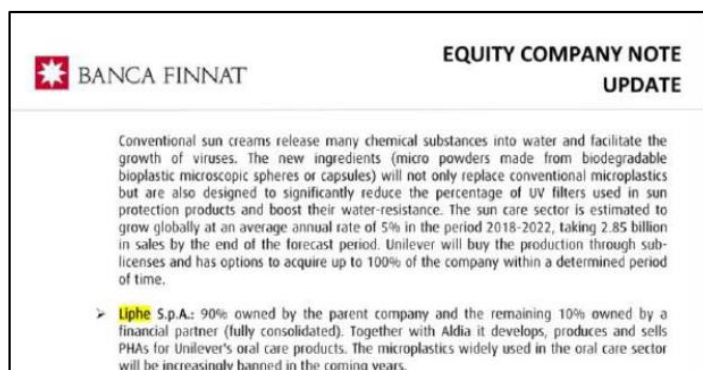 BANCA FINNAT
EQUITY COMPANY NOTE
UPDATE
Conventional sun creams release many chemical substances into water and facilitate the
growth of viruses. The new ingredients (micro powders made from biodegradable
bioplastic microscopic spheres or capsules) will not only replace conventional microplastics
but are also designed to significantly reduce the percentage of UV filters used in sun
protection products and boost their water-resistance. The sun care sector is estimated to
grow globally at an average annual rate of 5% in the period 2018-2022, taking 2.85 billion
in sales by the end of the forecast period. Unilever will buy the production through sub-
licenses and has options to acquire up to 100% of the company within a determined period
of time.
➢ Liphe S.p.A.: 90% owned by the parent company and the remaining 10% owned by a
financial partner (fully consolidated). Together with Aldia it develops, produces and sells
PHAs for Unilever's oral care products. The microplastics widely used in the oral care sector
will be increasingly banned in the coming years.